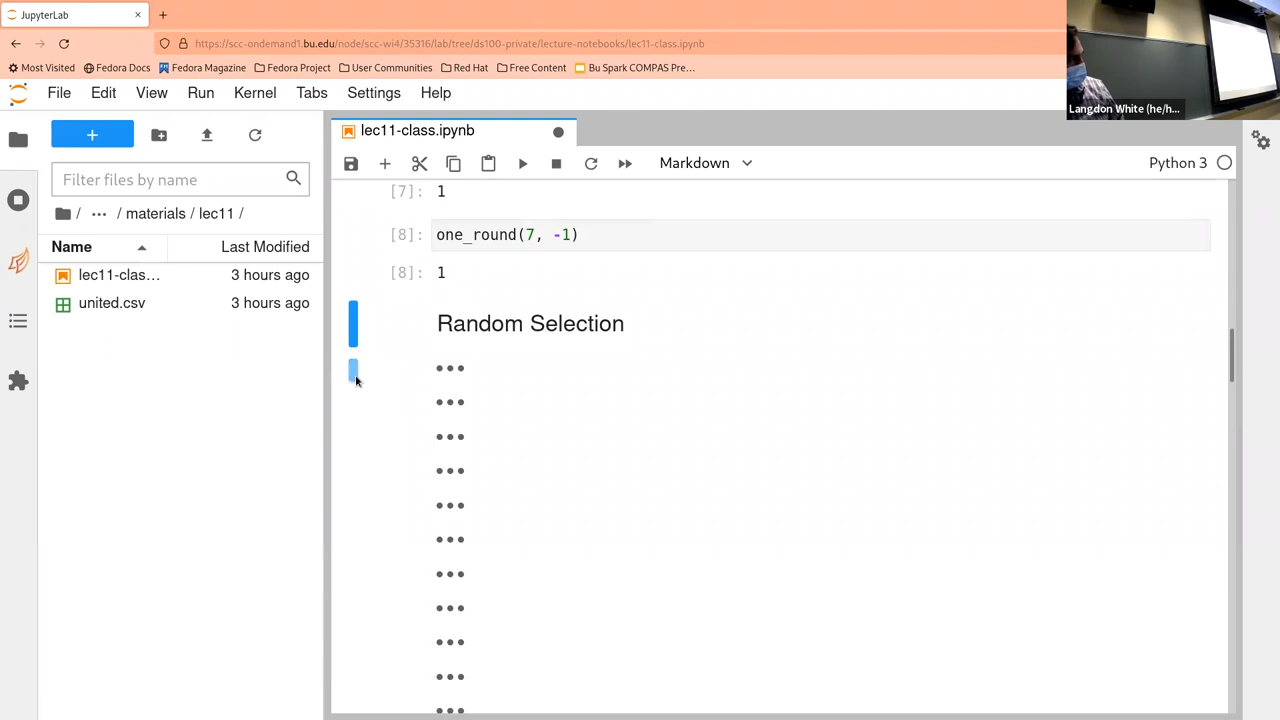 JupyterLab
https://scc-ondemand1.bu.edu/node/scc-wi4/35316/lab/tree/ds100-private/lecture-notebooks/lec11-class.ipynb
Most Visited Fedora Docs Fedora Magazine Fedora Project User Communities Red Hat Free Content Bu Spark COMPAS Pre…
Langdon White (he/h...
File Edit View Run Kernel Tabs Settings Help
lec11-class.ipynb
Filter files by name
Markdown
Python 3
/ ··· / materials / lec11 /
Name Last Modified
lec11-clas… 3 hours ago
united.csv 3 hours ago
[7]: 1
[8]: one_round(7, -1)
[8]: 1
Random Selection